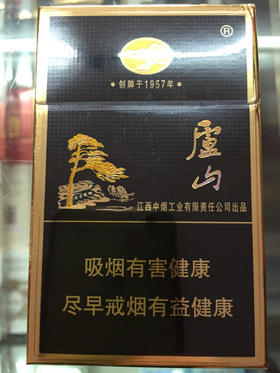 ®
·创牌于1957年·
庐山
江西中烟工业有限责任公司出品
吸烟有害健康
尽早戒烟有益健康